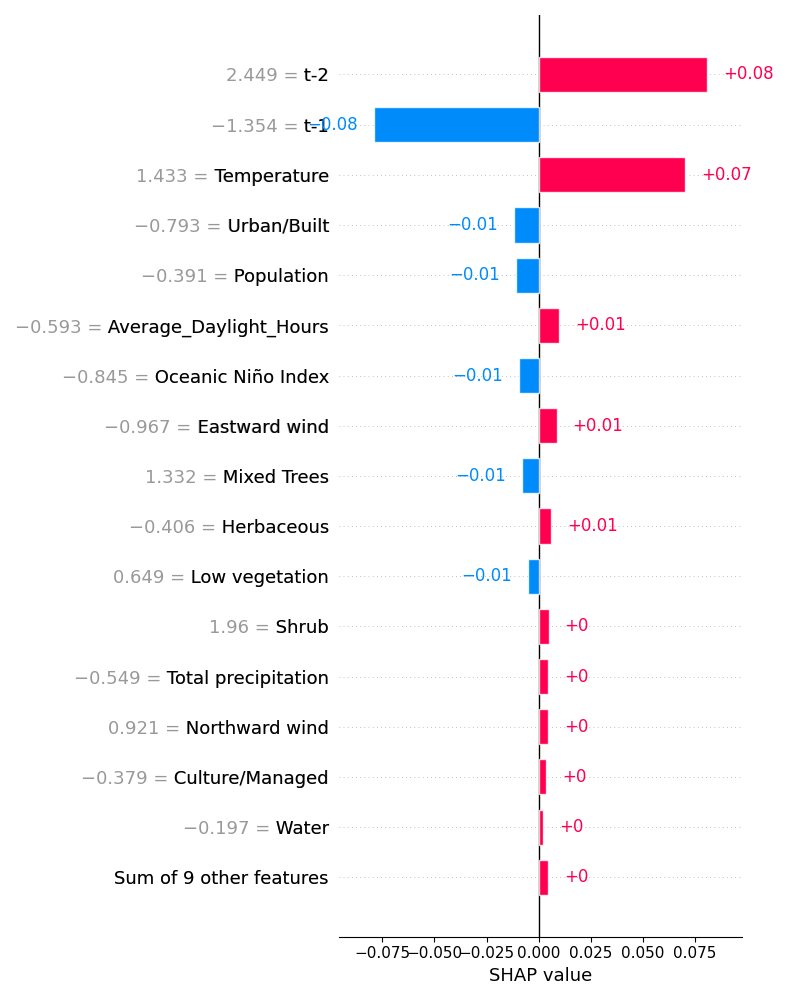 2.449 = t-2 +0.08
−1.354 = t-1 −0.08
1.433 = Temperature +0.07
−0.793 = Urban/Built −0.01
−0.391 = Population −0.01
−0.593 = Average_Daylight_Hours +0.01
−0.845 = Oceanic Niño Index −0.01
−0.967 = Eastward wind +0.01
1.332 = Mixed Trees −0.01
−0.406 = Herbaceous +0.01
0.649 = Low vegetation −0.01
1.96 = Shrub +0
−0.549 = Total precipitation +0
0.921 = Northward wind +0
−0.379 = Culture/Managed +0
−0.197 = Water +0
Sum of 9 other features +0
−0.075 −0.050 −0.025 0.000 0.025 0.050 0.075
SHAP value